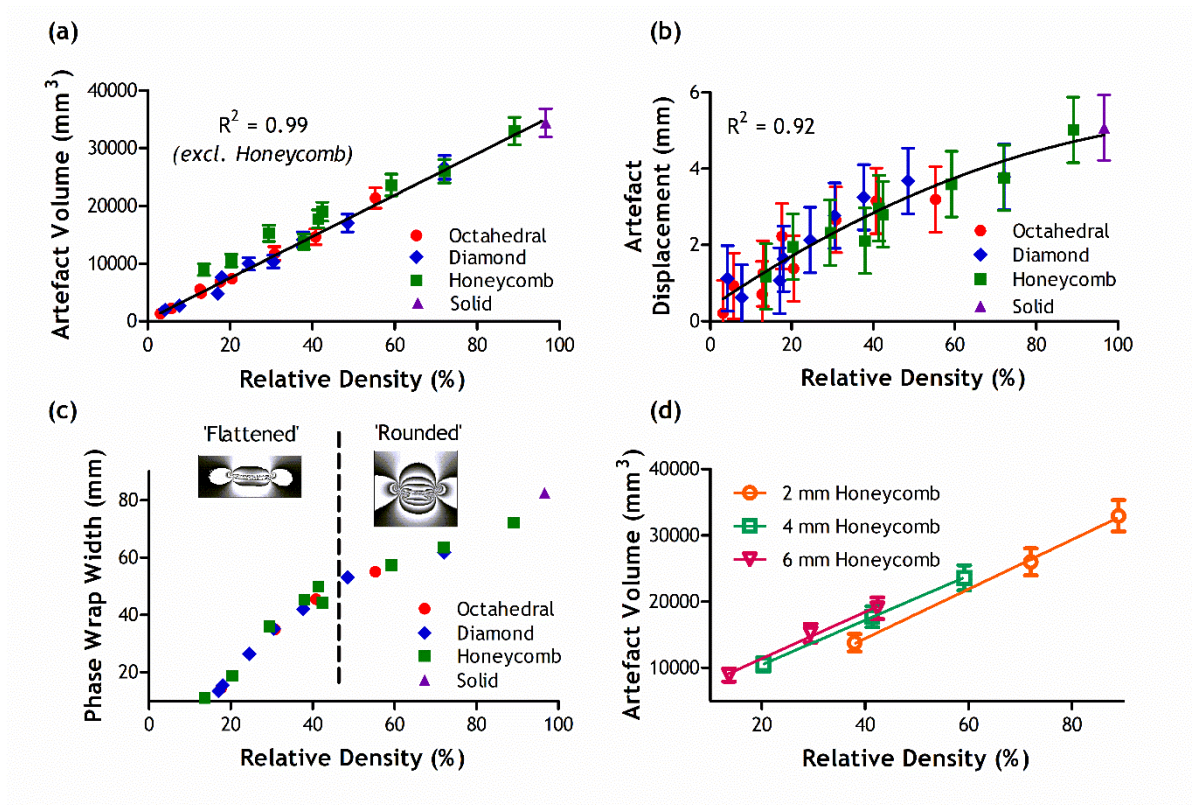 (a)
Artefact Volume (mm³)
40000
30000
20000
10000
0
R² = 0.99
(excl. Honeycomb)
Octahedral
Diamond
Honeycomb
Solid
0 20 40 60 80 100
Relative Density (%)
(b)
Artefact
Displacement (mm)
6
4
2
0
R² = 0.92
Octahedral
Diamond
Honeycomb
Solid
0 20 40 60 80 100
Relative Density (%)
(c)
Phase Wrap Width (mm)
80
60
40
20
'Flattened' 'Rounded'
Octahedral
Diamond
Honeycomb
Solid
0 20 40 60 80 100
Relative Density (%)
(d)
Artefact Volume (mm³)
40000
30000
20000
10000
2 mm Honeycomb
4 mm Honeycomb
6 mm Honeycomb
20 40 60 80
Relative Density (%)